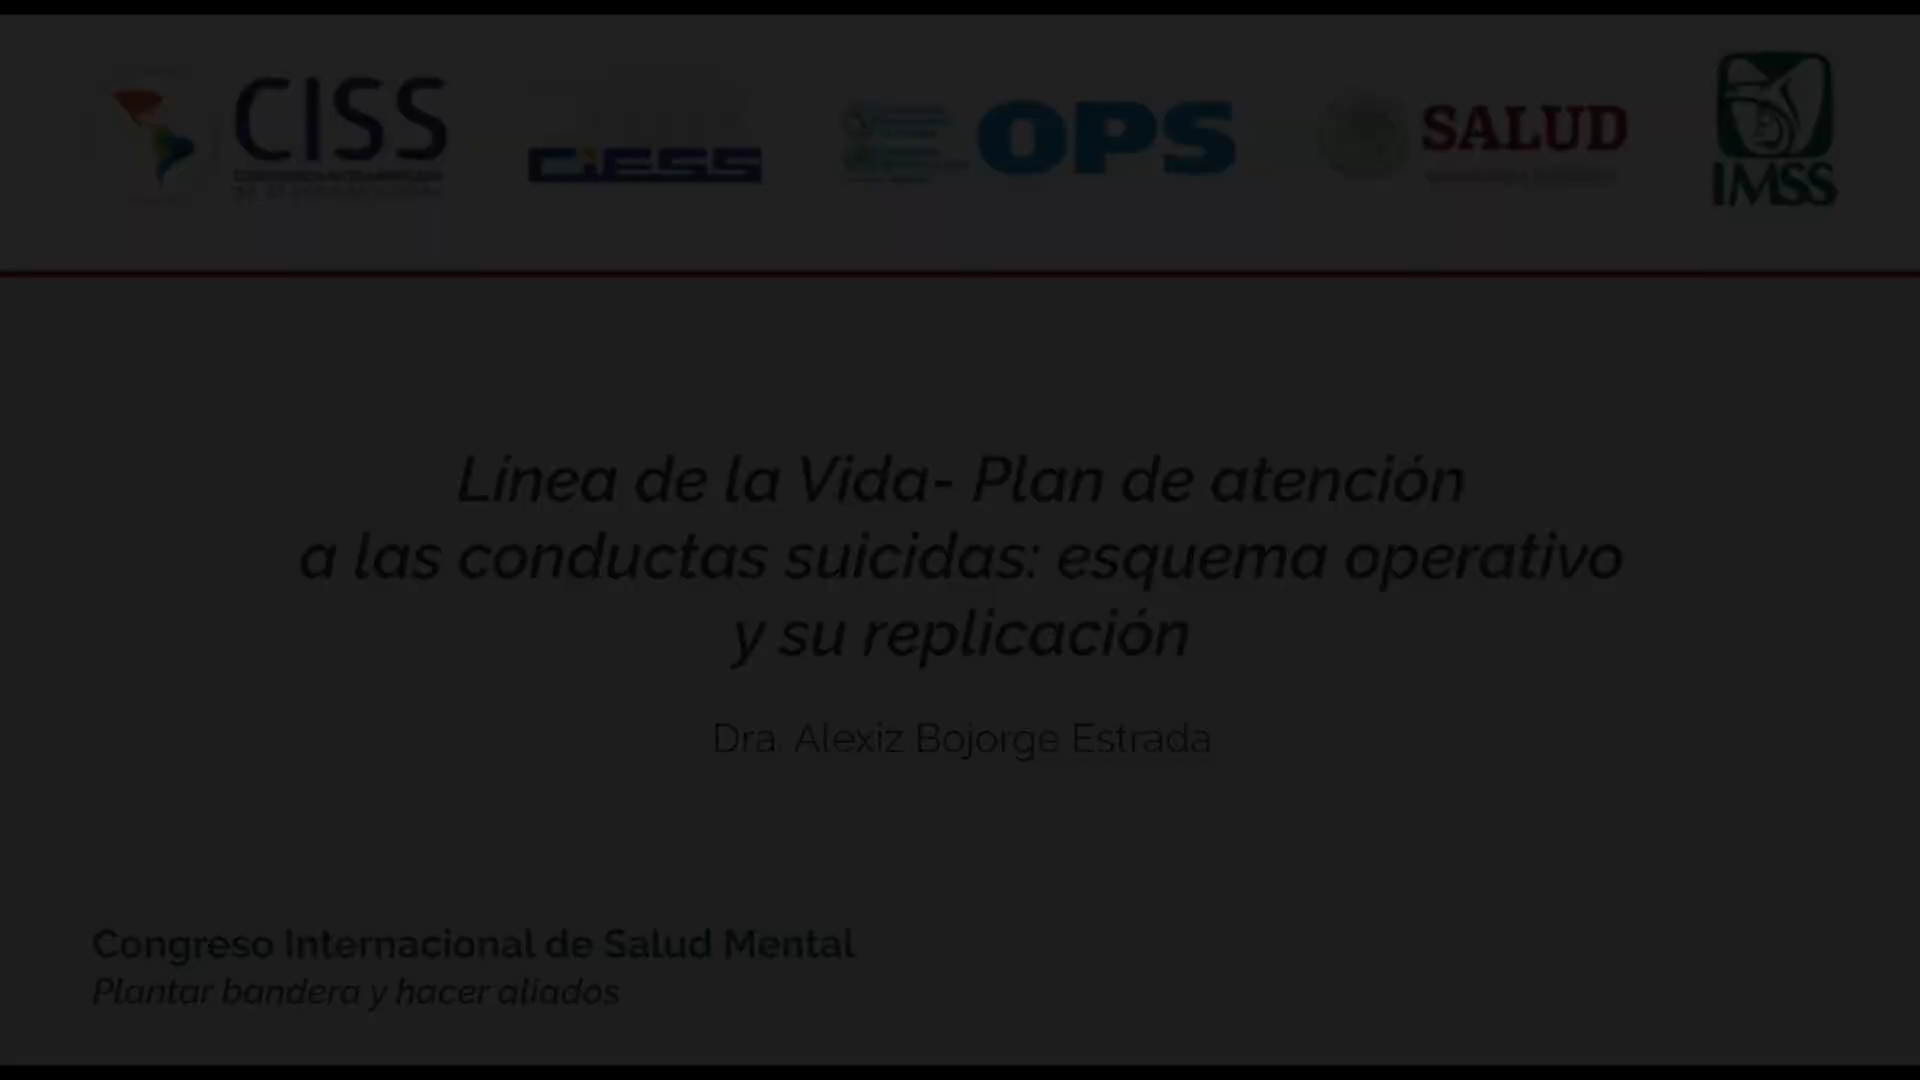 CISS
CIESS
OPS
SALUD
IMSS
Línea de la Vida- Plan de atención
a las conductas suicidas: esquema operativo
y su replicación
Dra. Alexiz Bojorge Estrada
Congreso Internacional de Salud Mental
Plantar bandera y hacer aliados